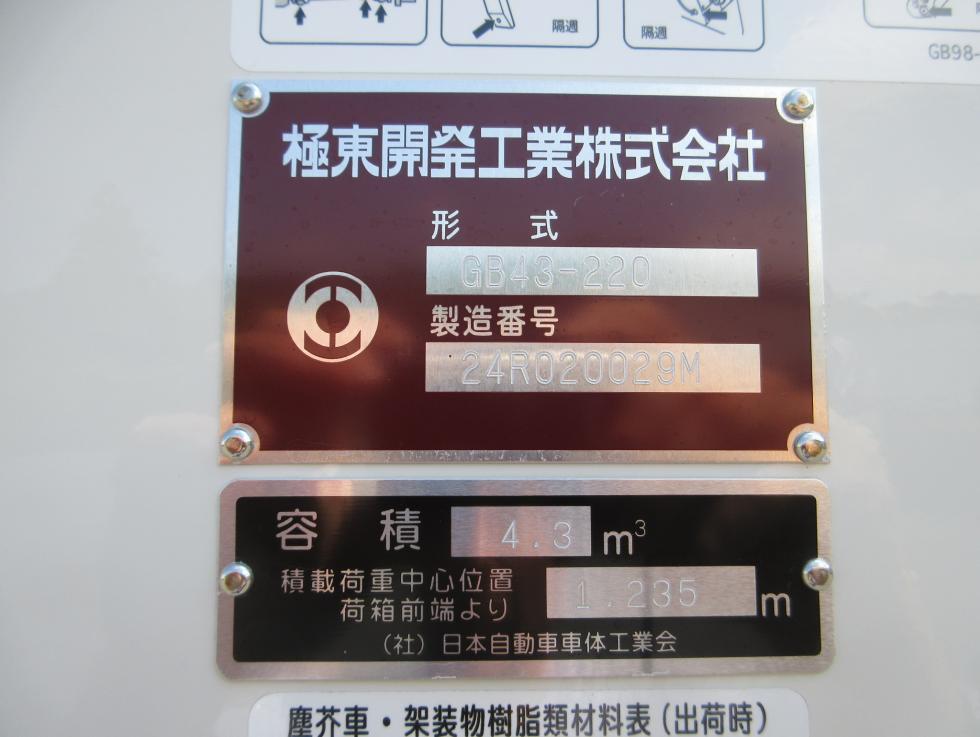 隔週
隔週
GB98-
極東開発工業株式会社
形 式
GB43-220
製造番号
24R020029M
容 積 4.3 m³
積載荷重中心位置
荷箱前端より 1.235 m
（社）日本自動車車体工業会
塵芥車・架装物樹脂類材料表（出荷時）